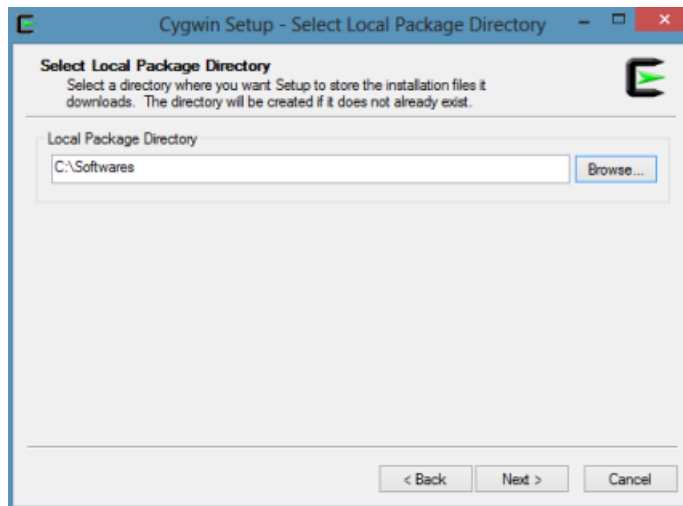 Cygwin Setup - Select Local Package Directory
Select Local Package Directory
Select a directory where you want Setup to store the installation files it
downloads. The directory will be created if it does not already exist.
Local Package Directory
C:\Softwares
Browse...
< Back
Next >
Cancel